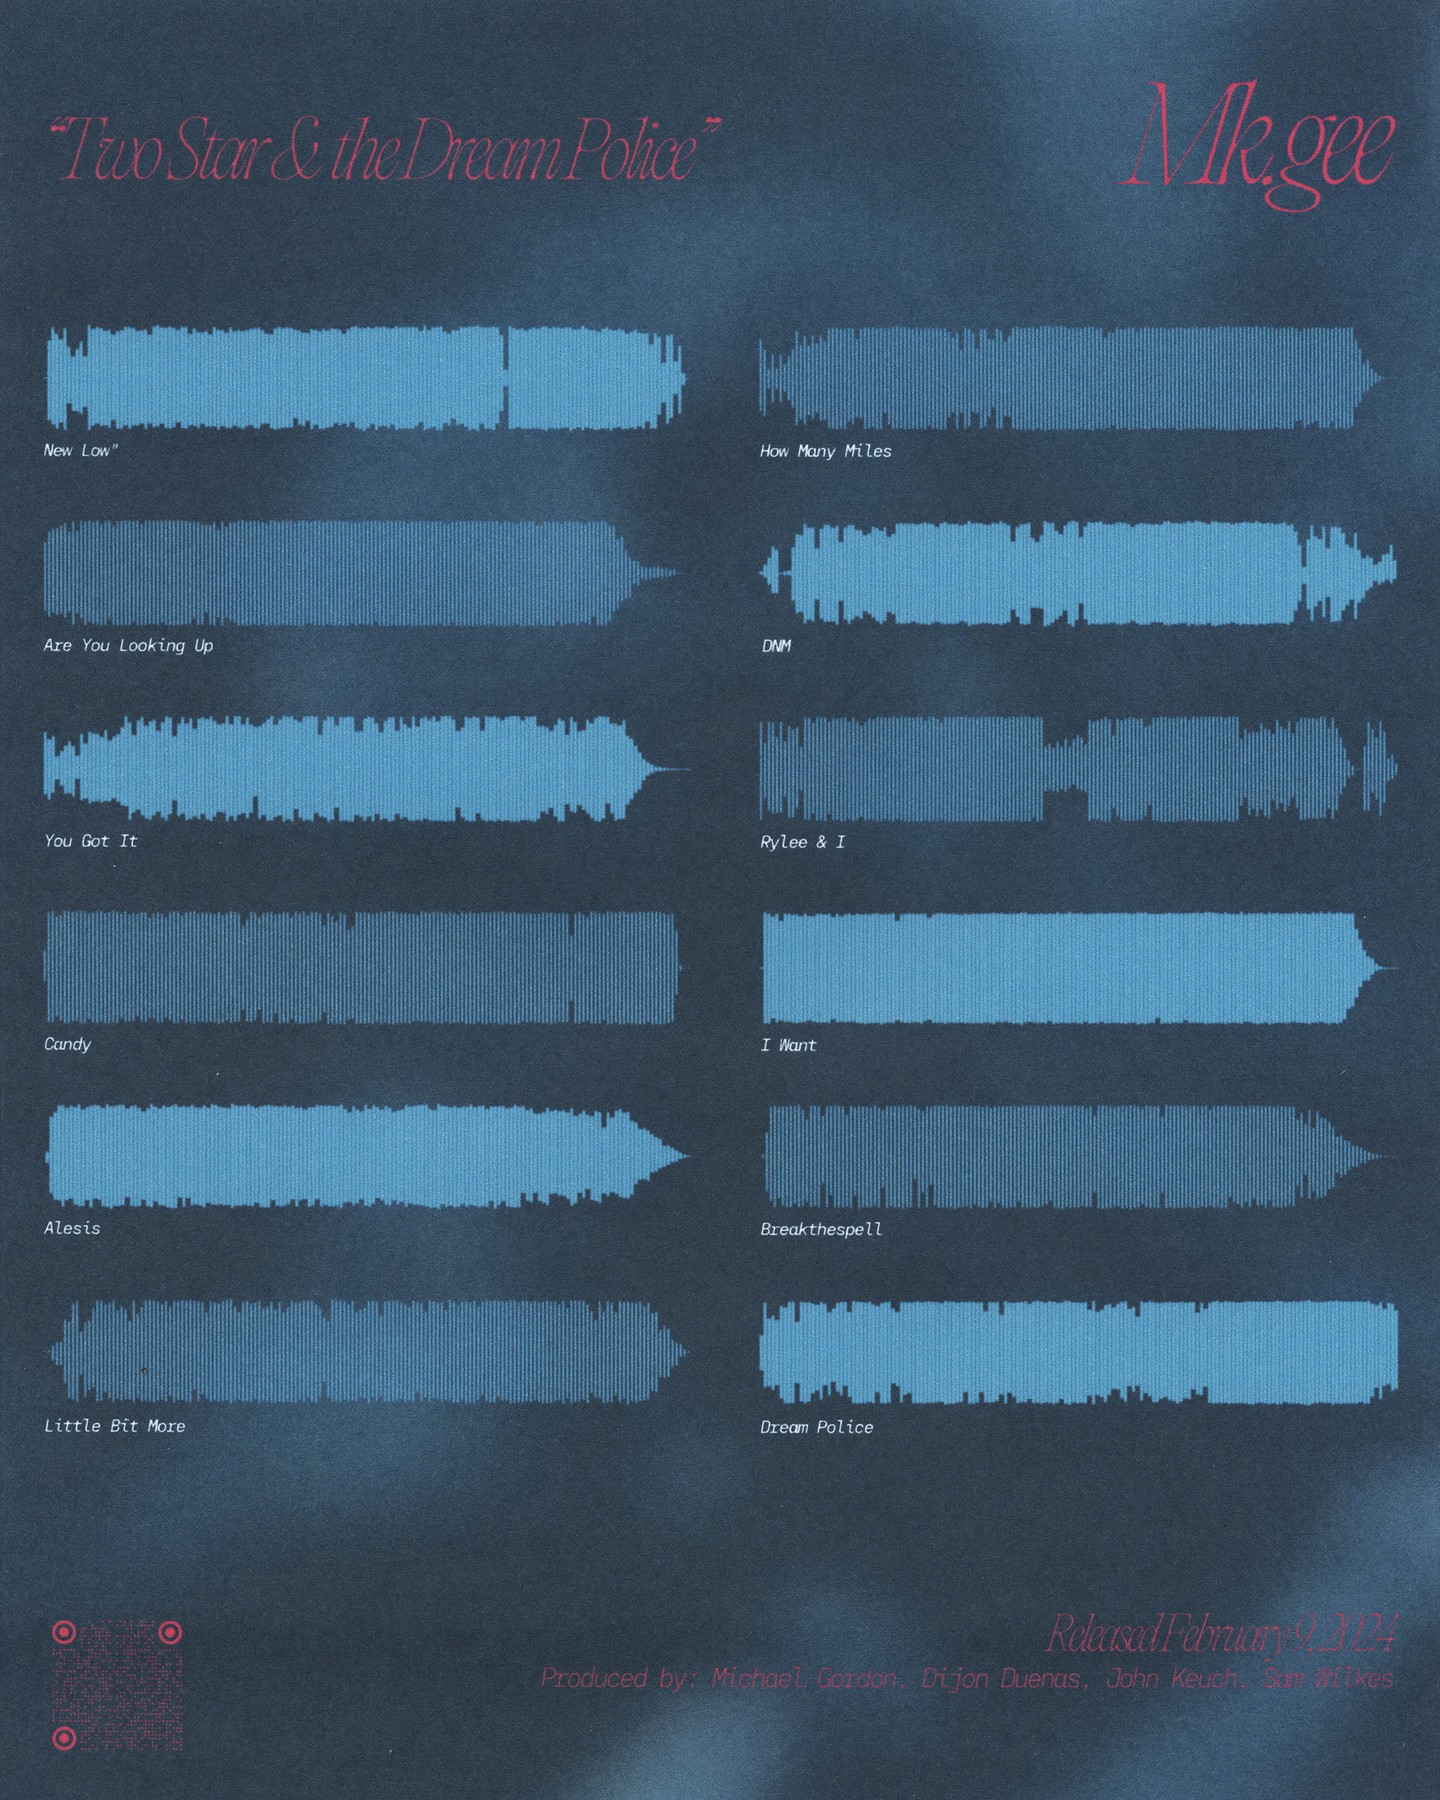 “Two Star & the Dream Police”
Mk.gee
New Low"
How Many Miles
Are You Looking Up
DNM
You Got It
Rylee & I
Candy
I Want
Alesis
Breakthespell
Little Bit More
Dream Police
Released February 9, 2024
Produced by: Michael Gordon, Dijon Duenas, John Keuch, Sam Wilkes